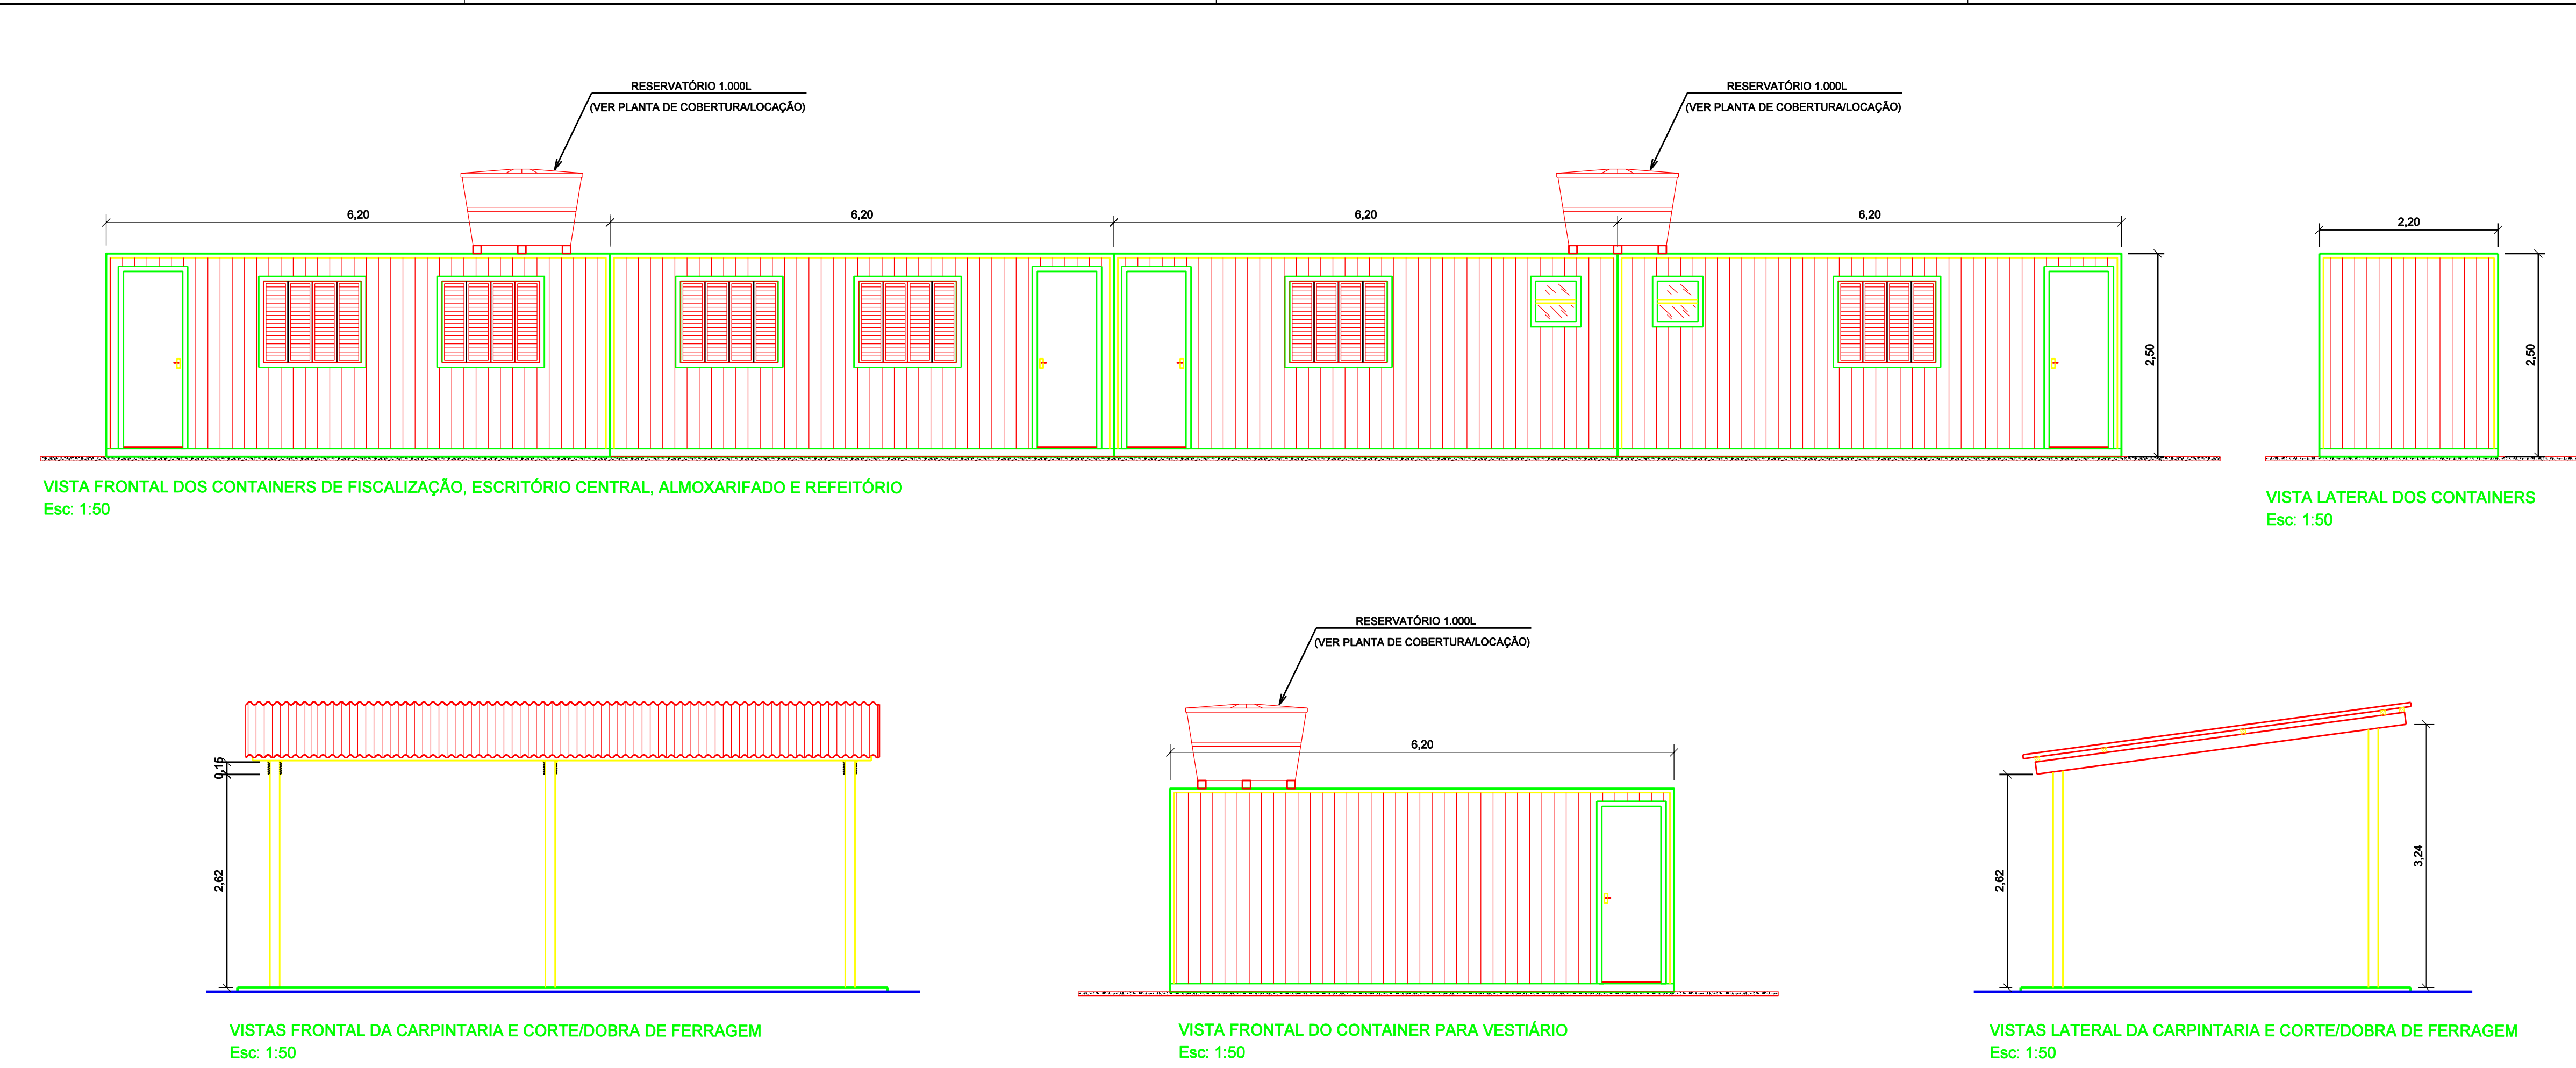 RESERVATÓRIO 1.000L
(VER PLANTA DE COBERTURA/LOCAÇÃO)
RESERVATÓRIO 1.000L
(VER PLANTA DE COBERTURA/LOCAÇÃO)
6,20
6,20
6,20
6,20
2,50
2,20
2,50
VISTA FRONTAL DOS CONTAINERS DE FISCALIZAÇÃO, ESCRITÓRIO CENTRAL, ALMOXARIFADO E REFEITÓRIO
Esc: 1:50
VISTA LATERAL DOS CONTAINERS
Esc: 1:50
RESERVATÓRIO 1.000L
(VER PLANTA DE COBERTURA/LOCAÇÃO)
0,15
2,62
6,20
2,62
3,24
VISTAS FRONTAL DA CARPINTARIA E CORTE/DOBRA DE FERRAGEM
Esc: 1:50
VISTA FRONTAL DO CONTAINER PARA VESTIÁRIO
Esc: 1:50
VISTAS LATERAL DA CARPINTARIA E CORTE/DOBRA DE FERRAGEM
Esc: 1:50